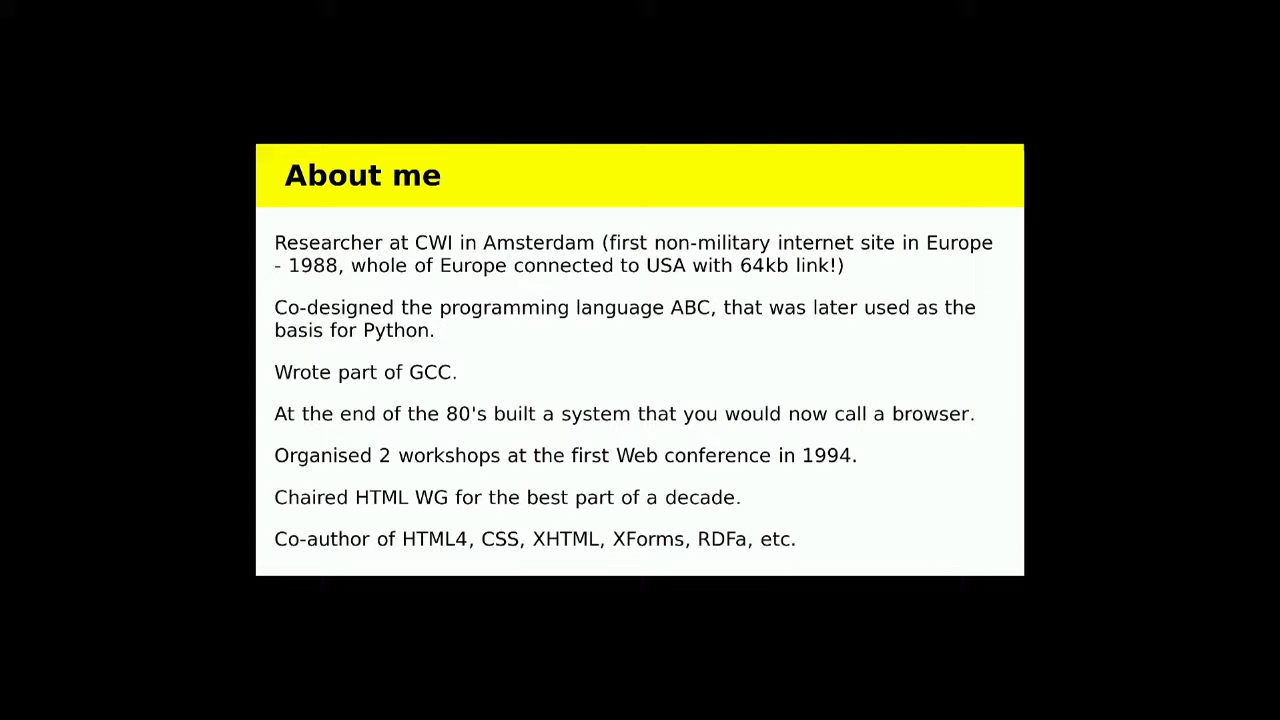 About me
Researcher at CWI in Amsterdam (first non-military internet site in Europe
- 1988, whole of Europe connected to USA with 64kb link!)
Co-designed the programming language ABC, that was later used as the
basis for Python.
Wrote part of GCC.
At the end of the 80's built a system that you would now call a browser.
Organised 2 workshops at the first Web conference in 1994.
Chaired HTML WG for the best part of a decade.
Co-author of HTML4, CSS, XHTML, XForms, RDFa, etc.